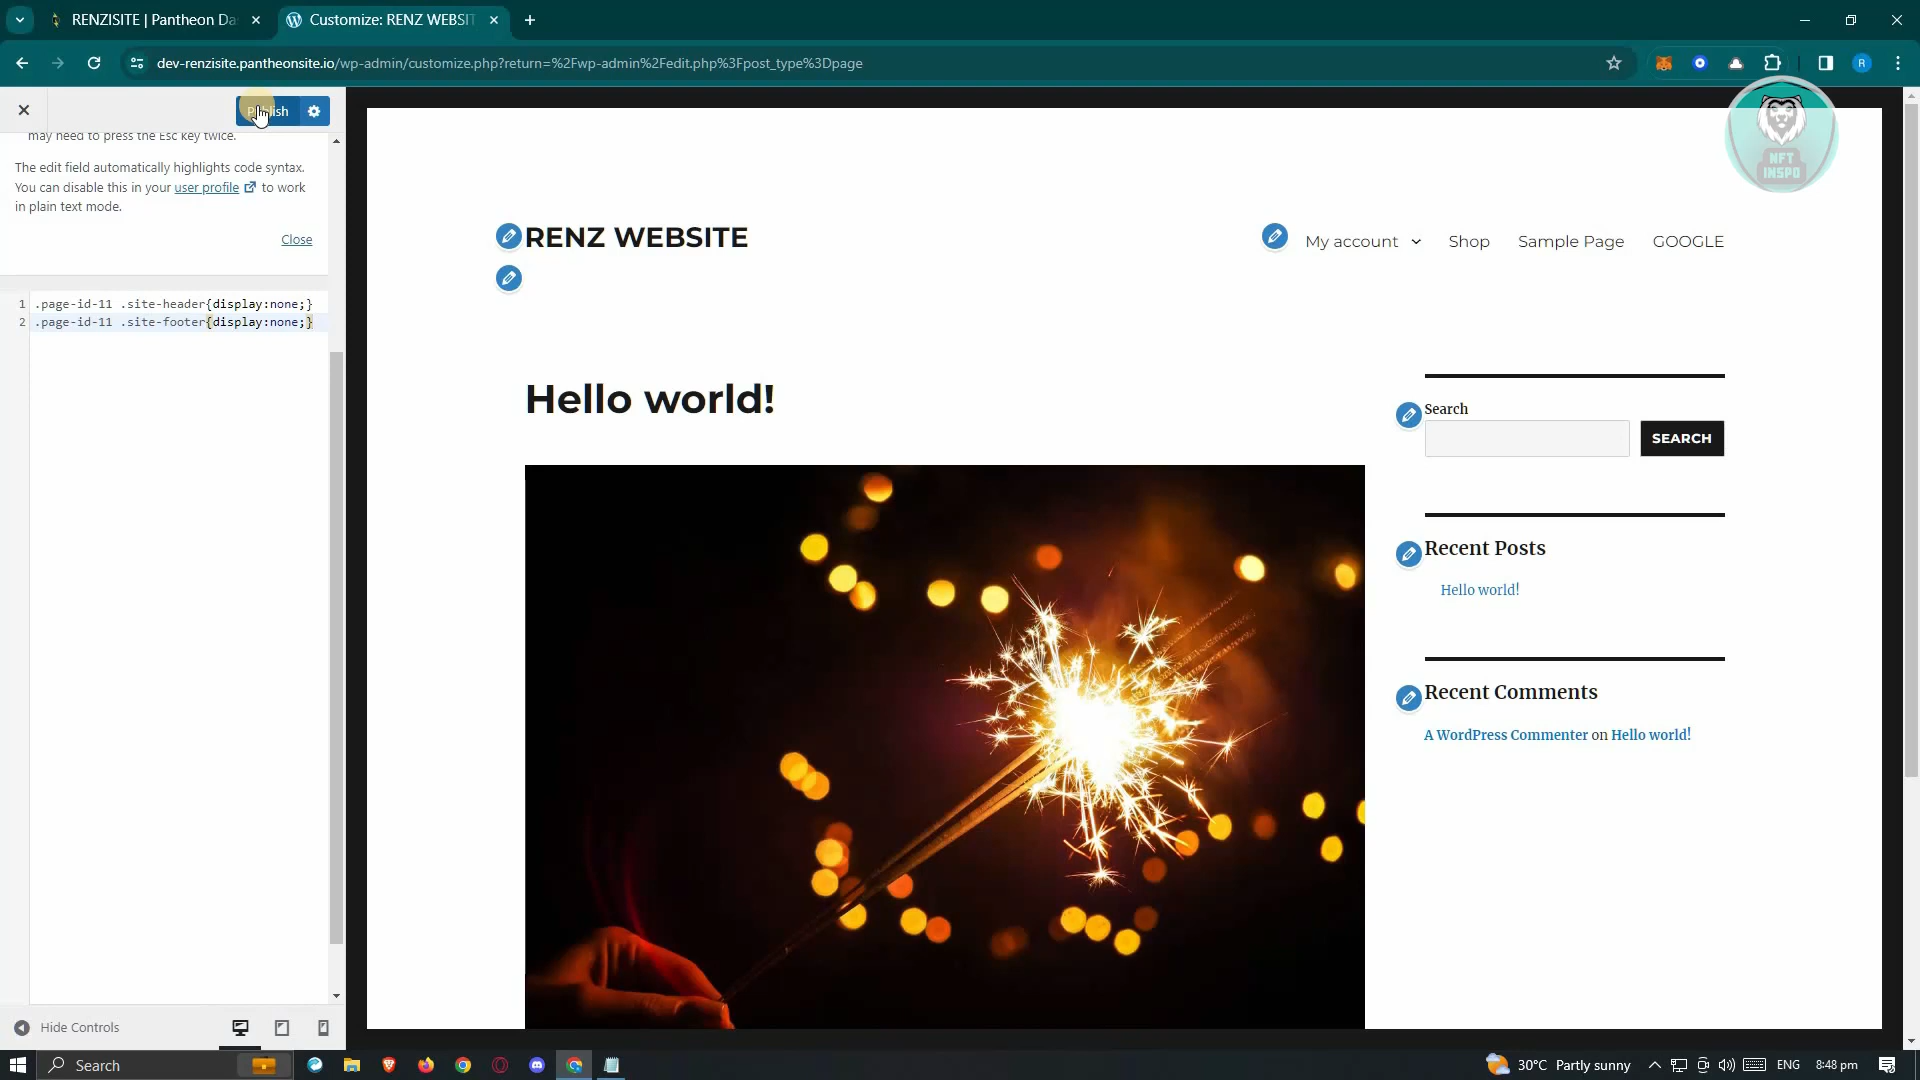 RENZISITE | Pantheon Da
Customize: RENZ WEBSIT
dev-renzisite.pantheonsite.io/wp-admin/customize.php?return=%2Fwp-admin%2Fedit.php%3Fpost_type%3Dpage
R
Publish
may need to press the Esc key twice.
The edit field automatically highlights code syntax.
You can disable this in your user profile to work
in plain text mode.
Close
1 .page-id-11 .site-header{display:none;}
2 .page-id-11 .site-footer{display:none;}
Hide Controls
NFT
INSPO
RENZ WEBSITE
My account Shop Sample Page GOOGLE
Hello world!
Search
SEARCH
Recent Posts
Hello world!
Recent Comments
A WordPress Commenter on Hello world!
Search
30°C Partly sunny
ENG
8:48 pm